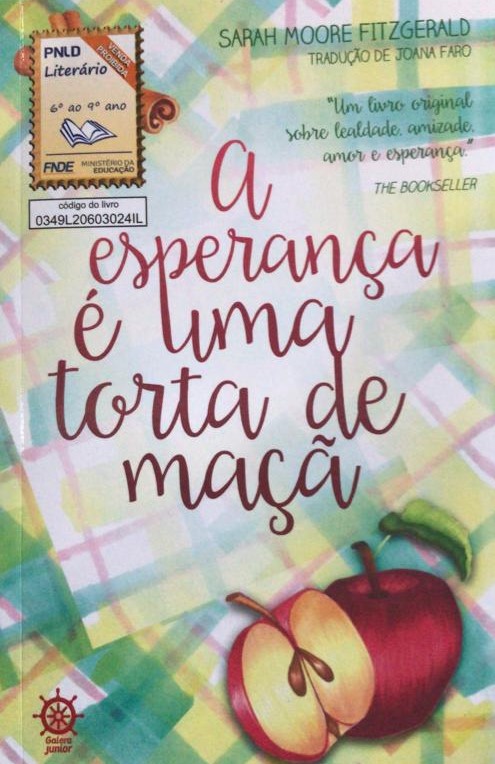 SARAH MOORE FITZGERALD
TRADUÇÃO DE JOANA FARO
PNLD
Literário
VENDA
PROIBIDA
6º ao 9º ano
FNDE
MINISTÉRIO DA
EDUCAÇÃO
código do livro
0349L20603024IL
"Um livro original
sobre lealdade, amizade,
amor e esperança."
THE BOOKSELLER
a
esperança
é uma
torta de
maçã
Galera
junior